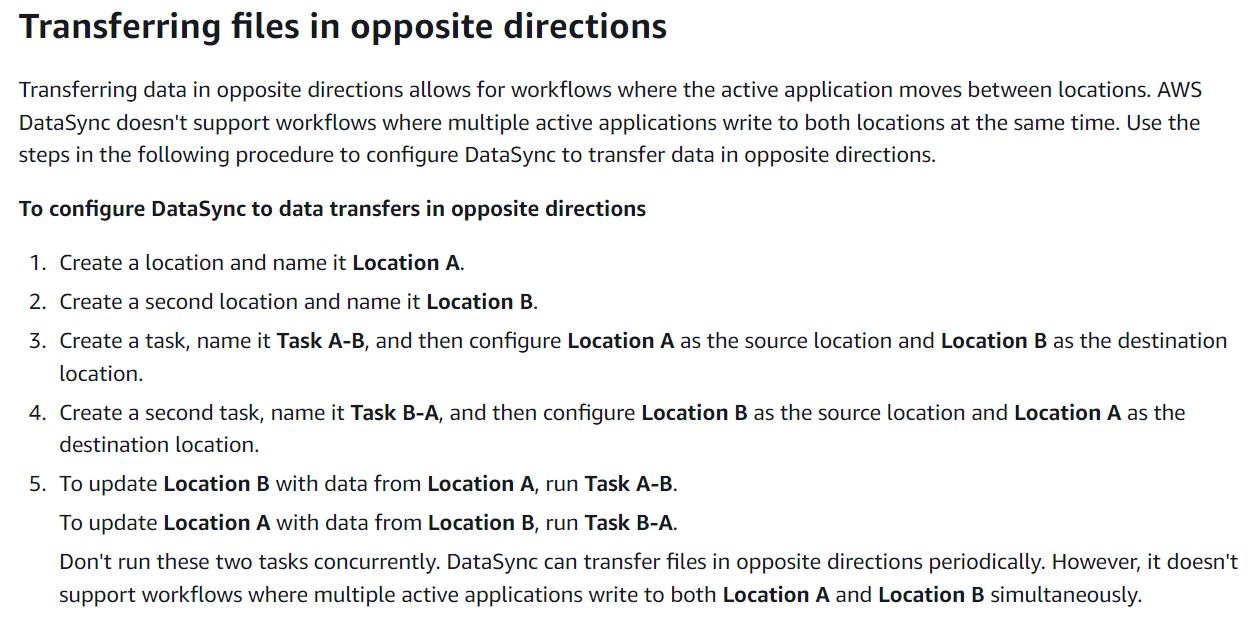 Transferring files in opposite directions
Transferring data in opposite directions allows for workflows where the active application moves between locations. AWS
DataSync doesn't support workflows where multiple active applications write to both locations at the same time. Use the
steps in the following procedure to configure DataSync to transfer data in opposite directions.
To configure DataSync to data transfers in opposite directions
1. Create a location and name it Location A.
2. Create a second location and name it Location B.
3. Create a task, name it Task A-B, and then configure Location A as the source location and Location B as the destination
location.
4. Create a second task, name it Task B-A, and then configure Location B as the source location and Location A as the
destination location.
5. To update Location B with data from Location A, run Task A-B.
To update Location A with data from Location B, run Task B-A.
Don't run these two tasks concurrently. DataSync can transfer files in opposite directions periodically. However, it doesn't
support workflows where multiple active applications write to both Location A and Location B simultaneously.